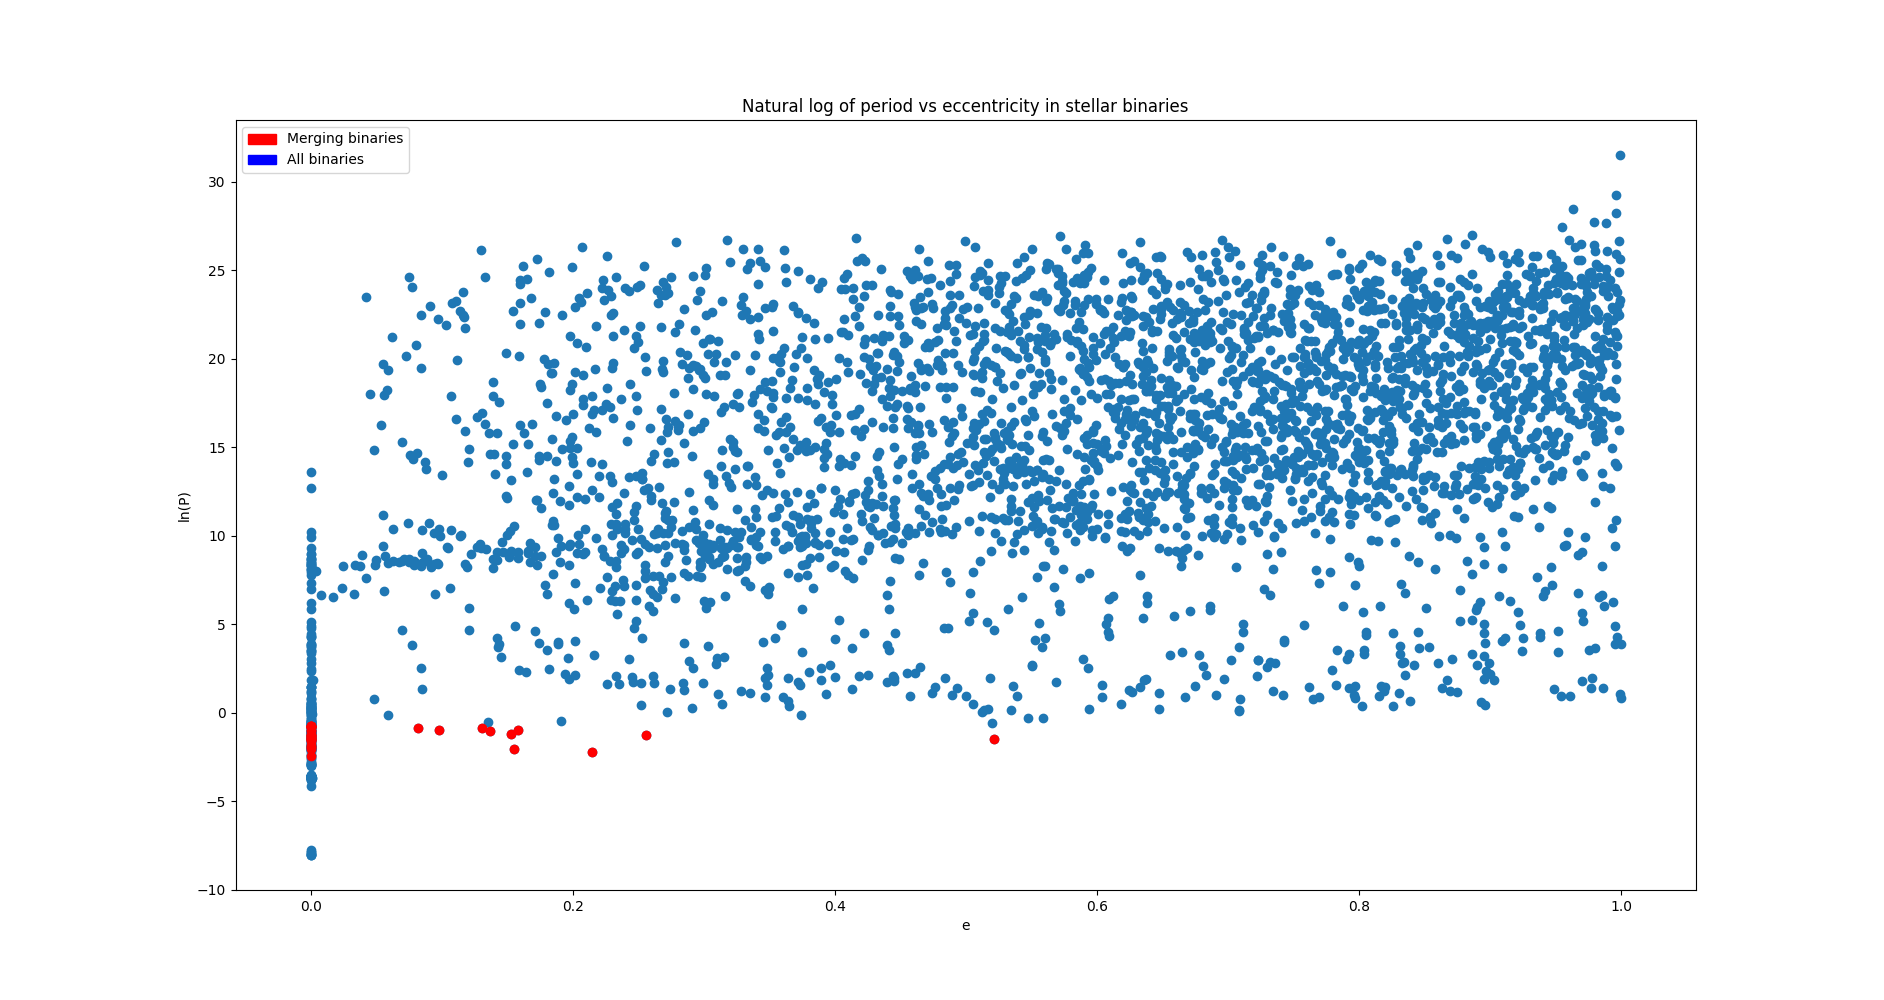 Natural log of period vs eccentricity in stellar binaries
Merging binaries
All binaries
30
25
20
15
10
5
0
−5
−10
ln(P)
0.0 0.2 0.4 0.6 0.8 1.0
e